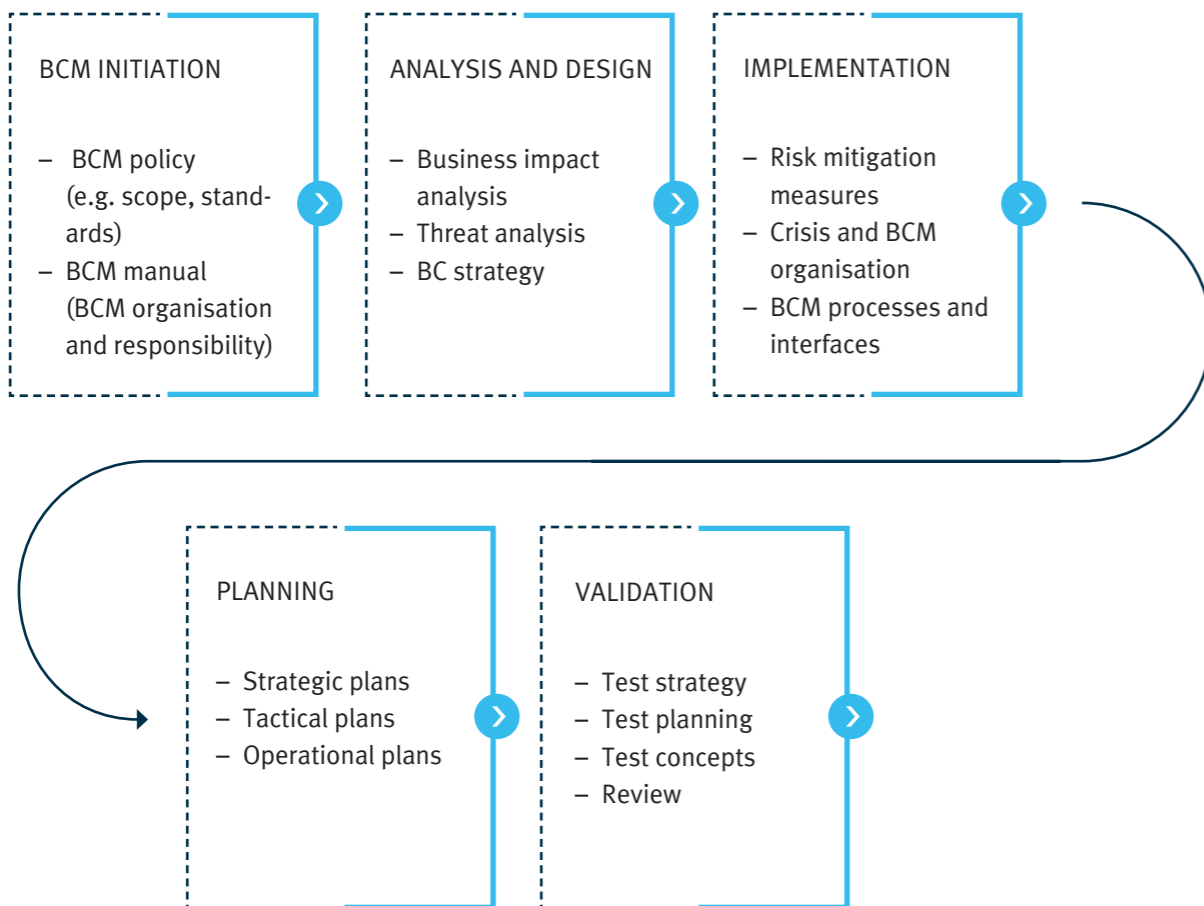 BCM INITIATION
– BCM policy
(e.g. scope, stand-
ards)
– BCM manual
(BCM organisation
and responsibility)
ANALYSIS AND DESIGN
– Business impact
analysis
– Threat analysis
– BC strategy
IMPLEMENTATION
– Risk mitigation
measures
– Crisis and BCM
organisation
– BCM processes and
interfaces
PLANNING
– Strategic plans
– Tactical plans
– Operational plans
VALIDATION
– Test strategy
– Test planning
– Test concepts
– Review